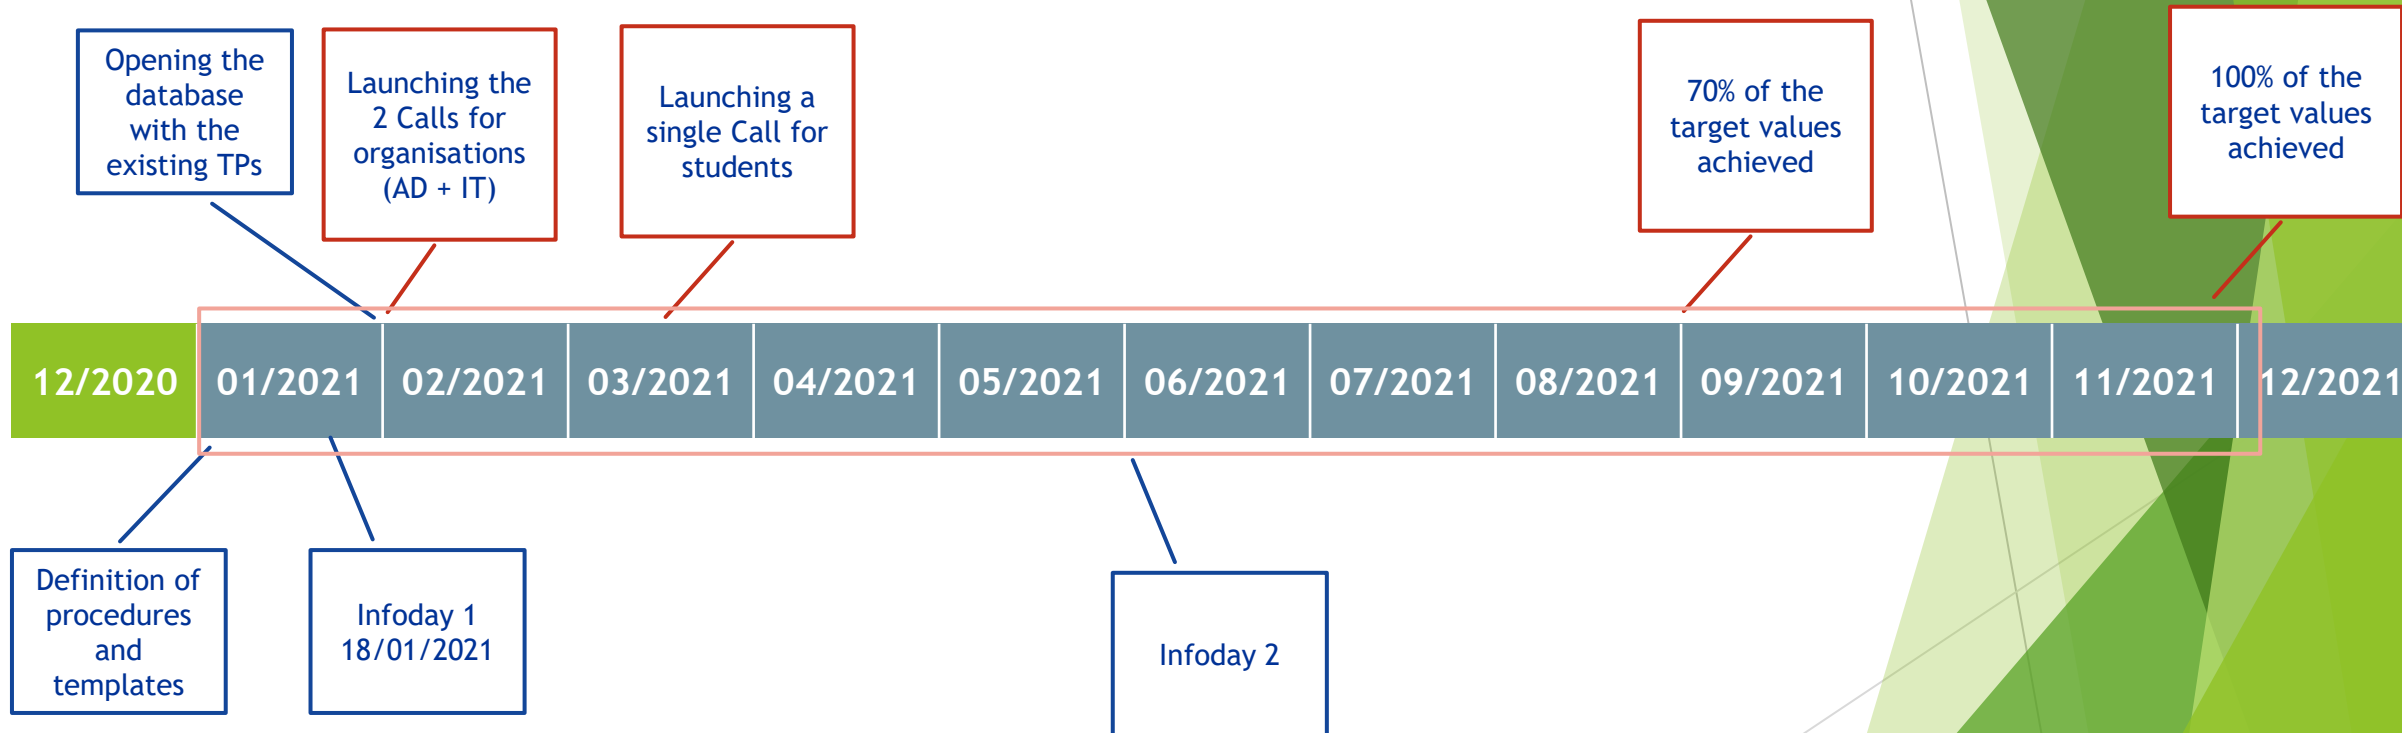 Opening the
database
with the
existing TPs
Launching the
2 Calls for
organisations
(AD + IT)
Launching a
single Call for
students
70% of the
target values
achieved
100% of the
target values
achieved
12/2020
01/2021
02/2021
03/2021
04/2021
05/2021
06/2021
07/2021
08/2021
09/2021
10/2021
11/2021
12/2021
Definition of
procedures
and
templates
Infoday 1
18/01/2021
Infoday 2